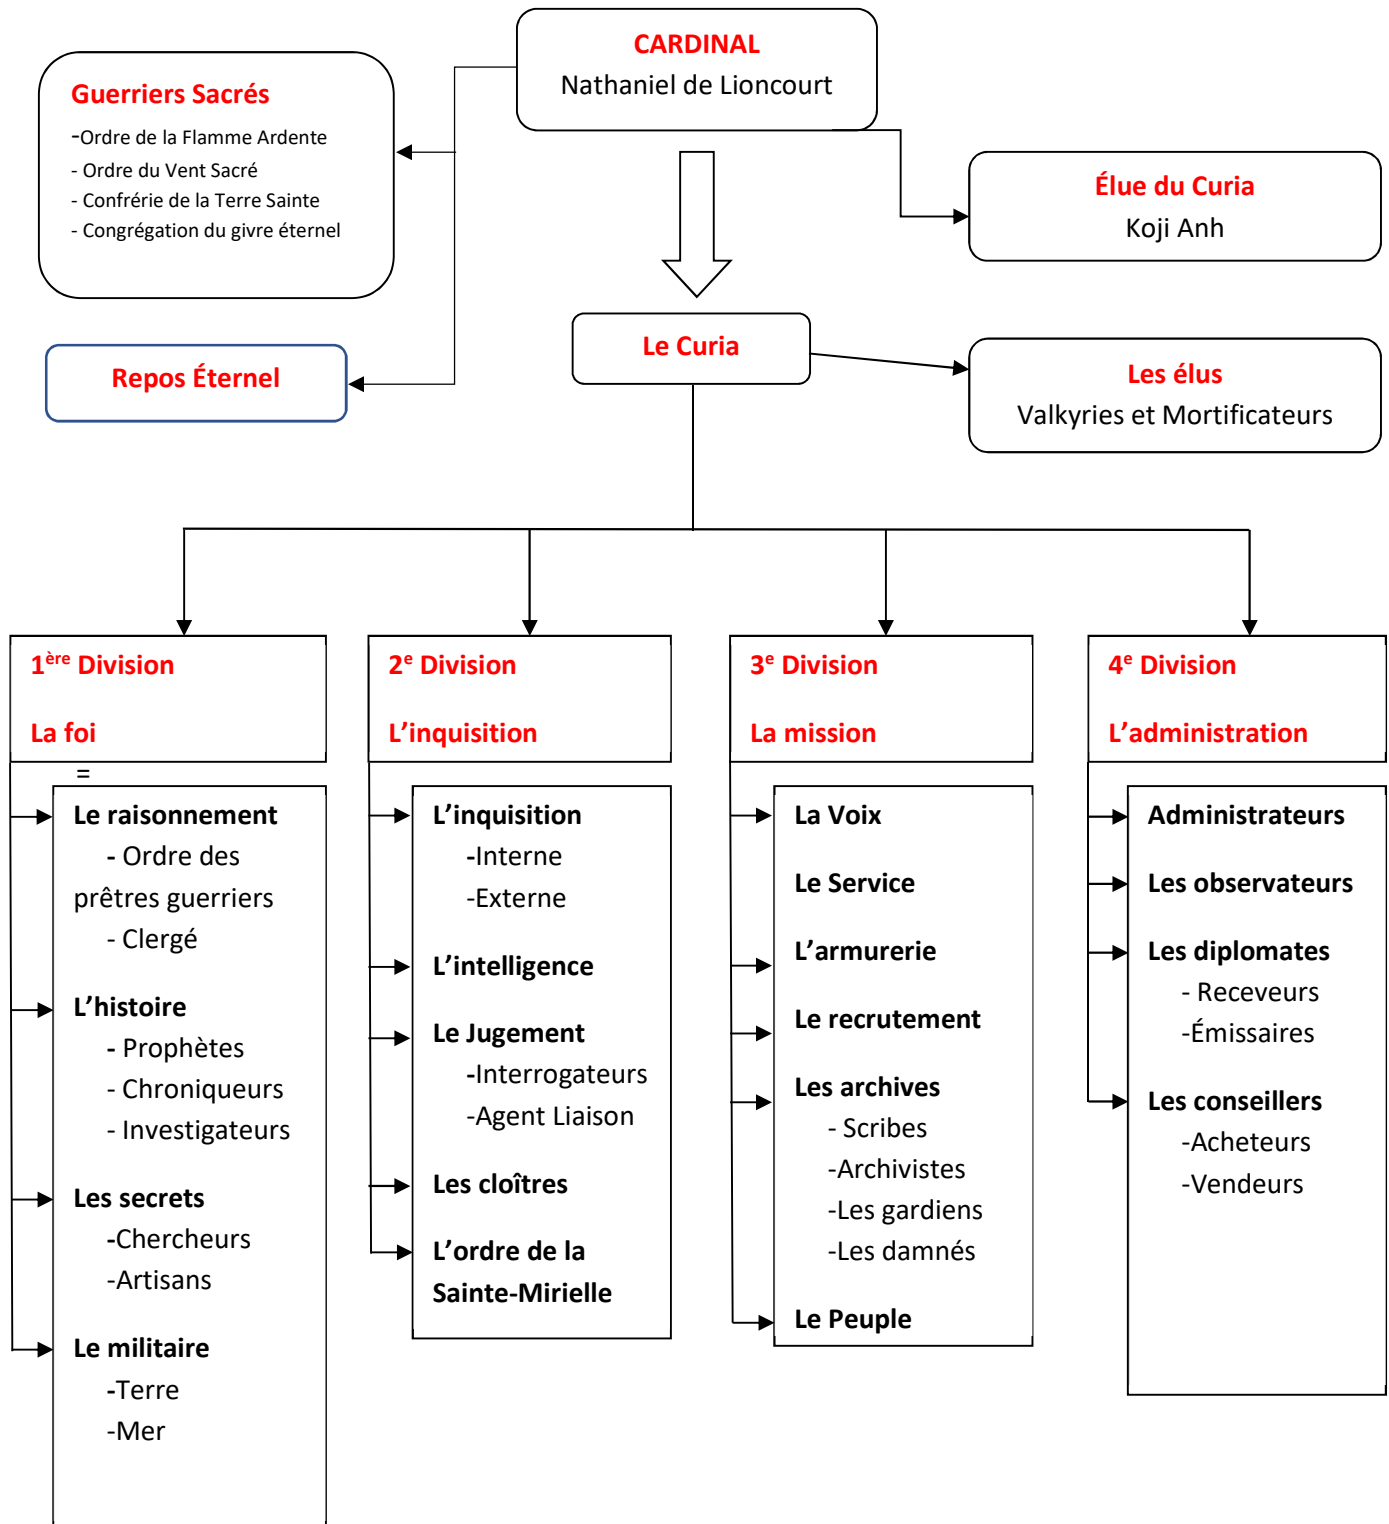 CARDINAL
Nathaniel de Lioncourt
Guerriers Sacrés
-Ordre de la Flamme Ardente
- Ordre du Vent Sacré
- Confrérie de la Terre Sainte
- Congrégation du givre éternel
Élue du Curia
Koji Anh
Le Curia
Repos Éternel
Les élus
Valkyries et Mortificateurs
1ère Division
La foi
=
Le raisonnement
- Ordre des
prêtres guerriers
- Clergé
L’histoire
- Prophètes
- Chroniqueurs
- Investigateurs
Les secrets
-Chercheurs
-Artisans
Le militaire
-Terre
-Mer
2e Division
L’inquisition
L’inquisition
-Interne
-Externe
L’intelligence
Le Jugement
-Interrogateurs
-Agent Liaison
Les cloîtres
L’ordre de la
Sainte-Mirielle
3e Division
La mission
La Voix
Le Service
L’armurerie
Le recrutement
Les archives
- Scribes
-Archivistes
-Les gardiens
-Les damnés
Le Peuple
4e Division
L’administration
Administrateurs
Les observateurs
Les diplomates
- Receveurs
-Émissaires
Les conseillers
-Acheteurs
-Vendeurs